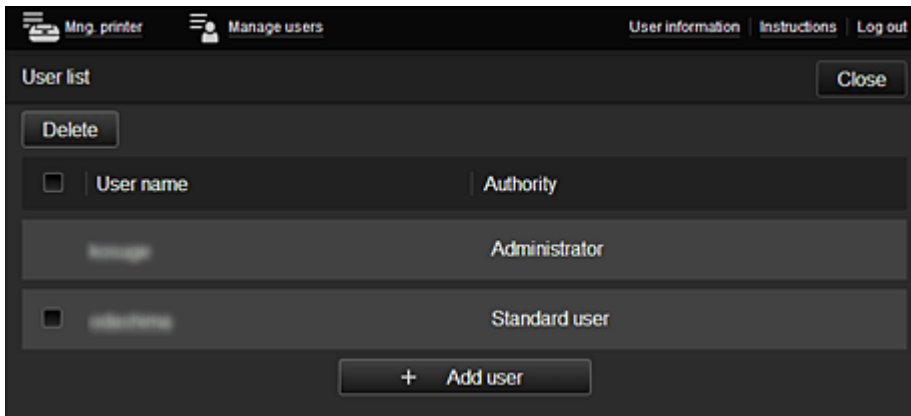 Mng. printer Manage users User information Instructions Log out
User list Close
Delete
User name Authority
Administrator
Standard user
+ Add user